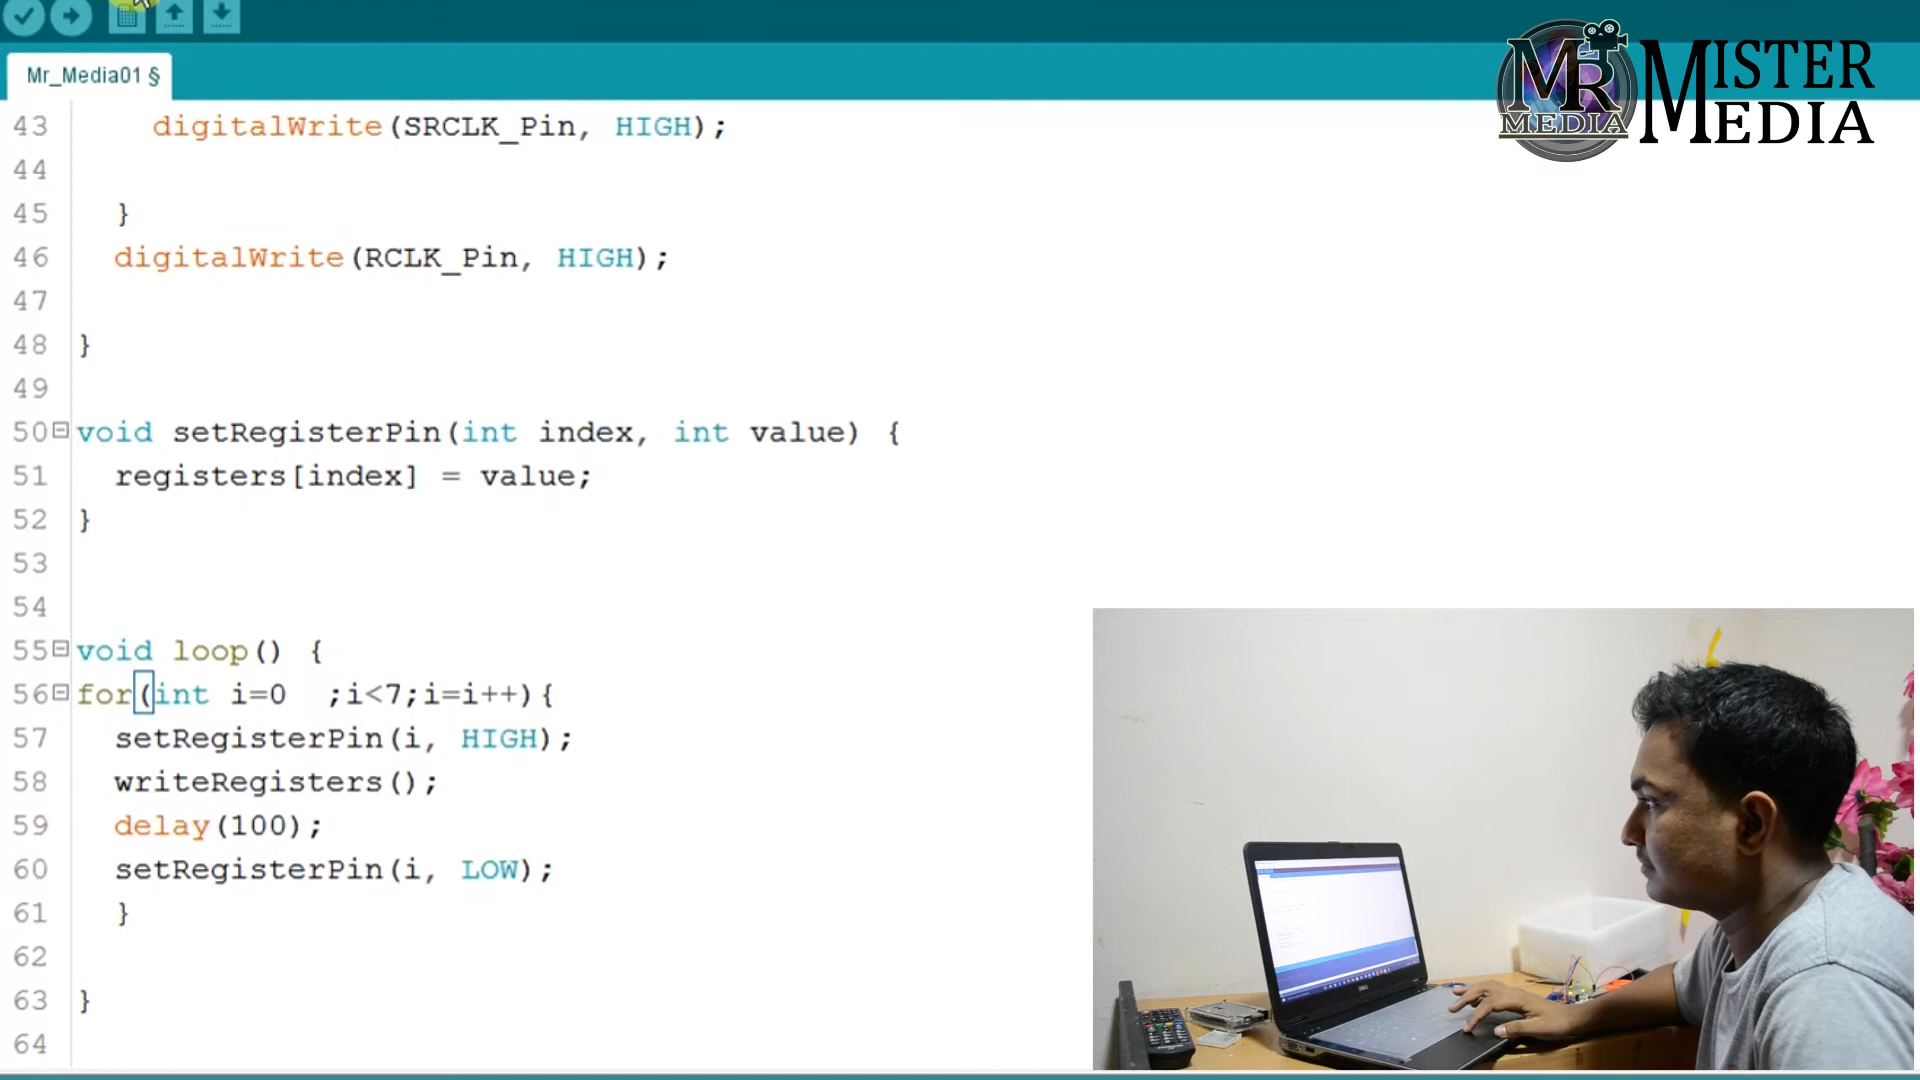 Mr_Media01 §
MR
MEDIA
MISTER
MEDIA
43 digitalWrite(SRCLK_Pin, HIGH);
44
45 }
46 digitalWrite(RCLK_Pin, HIGH);
47
48 }
49
50 void setRegisterPin(int index, int value) {
51 registers[index] = value;
52 }
53
54
55 void loop() {
56 for(int i=0 ;i<7;i=i++){
57 setRegisterPin(i, HIGH);
58 writeRegisters();
59 delay(100);
60 setRegisterPin(i, LOW);
61 }
62
63 }
64